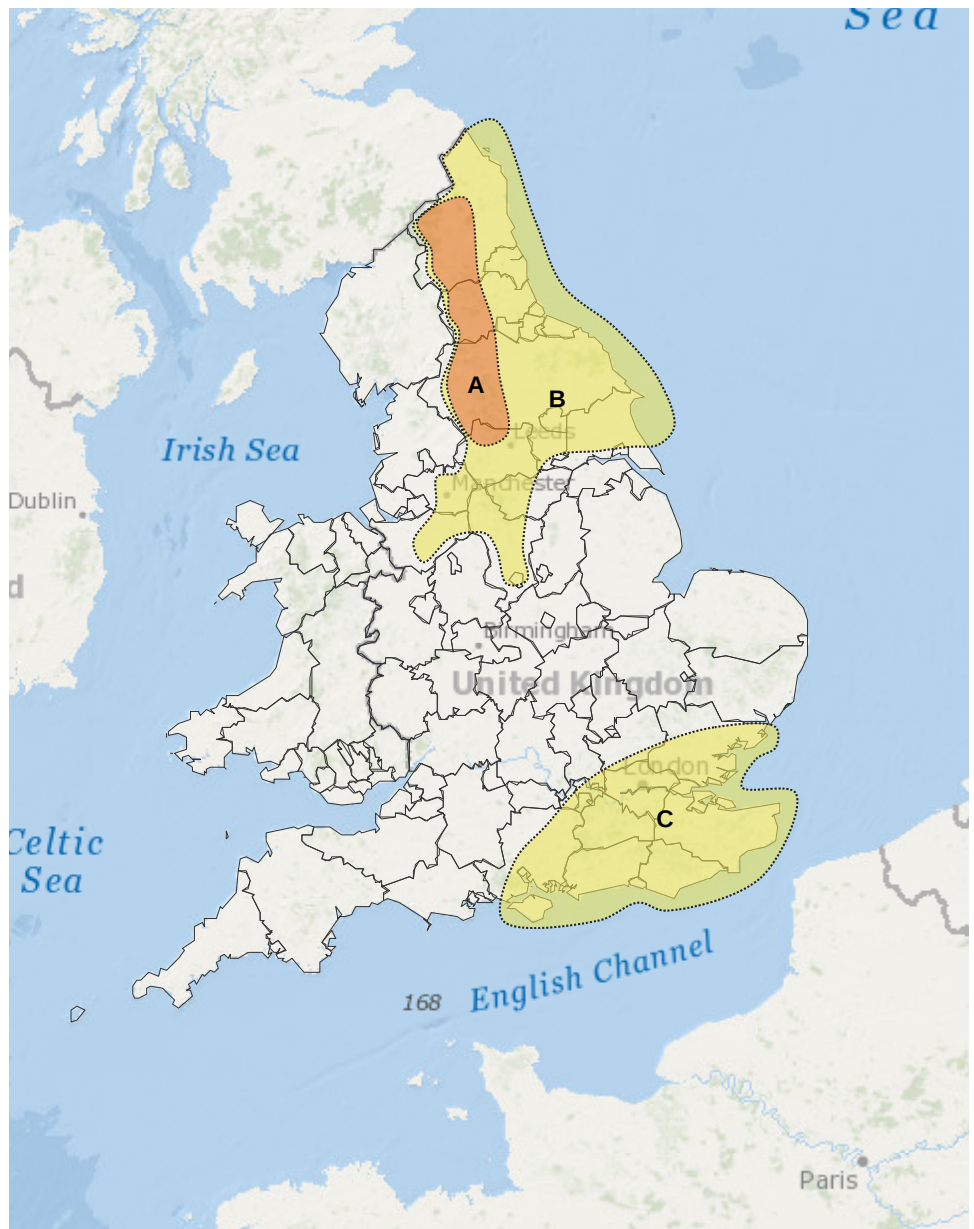 Sea
A
B
Leeds
Irish Sea
Manchester
Dublin
d
Birmingham
United Kingdom
London
C
Celtic
Sea
English Channel
168
Paris